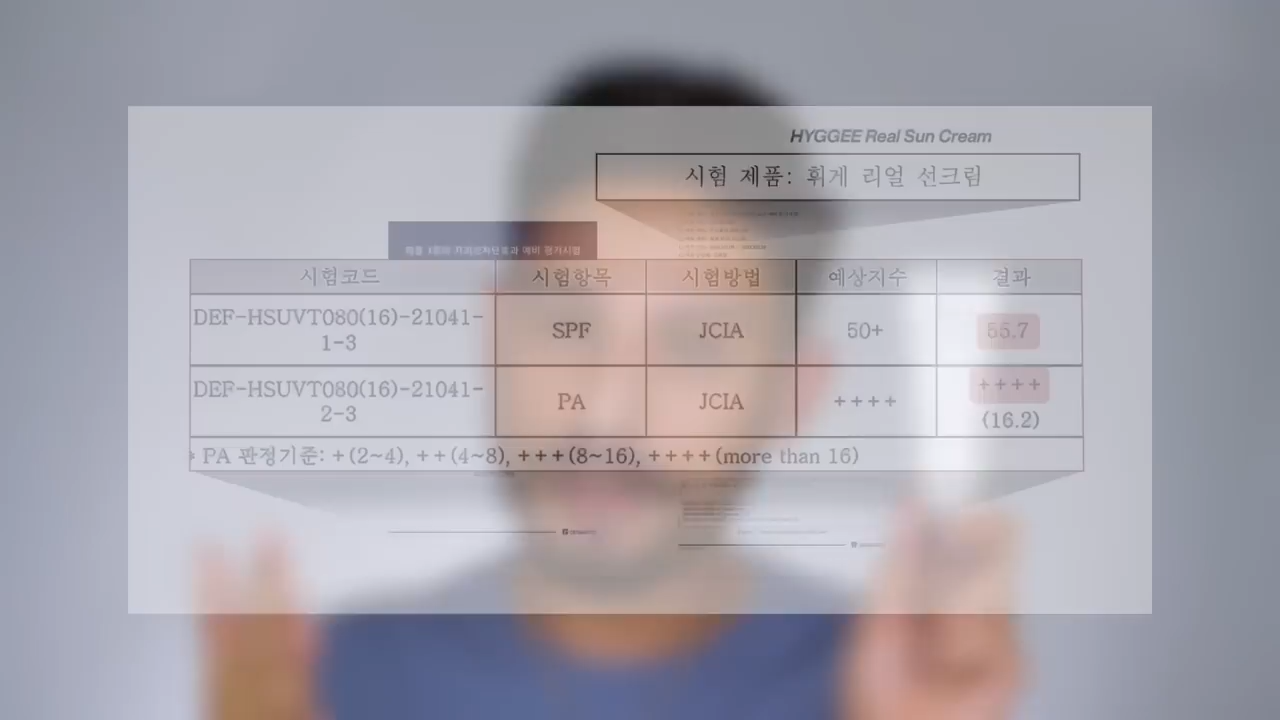 HYGGEE Real Sun Cream
시험 제품: 휘게 리얼 선크림
시험코드 시험항목 시험방법 예상지수 결과
DEF-HSUVT080(16)-21041-1-3 SPF JCIA 50+ 55.7
DEF-HSUVT080(16)-21041-2-3 PA JCIA ++++ ++++
(16.2)
* PA 판정기준: +(2~4), ++(4~8), +++(8~16), ++++(more than 16)